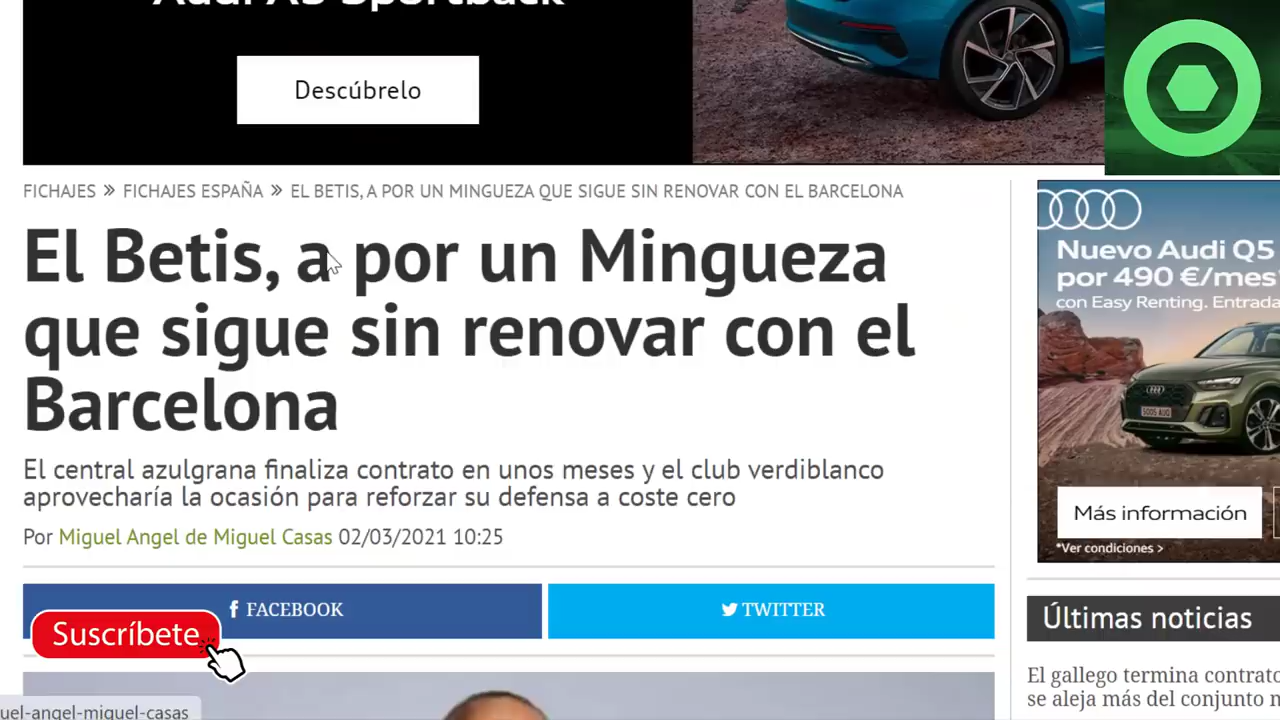 Audi A3 Sportback
Descúbrelo
FICHAJES » FICHAJES ESPAÑA » EL BETIS, A POR UN MINGUEZA QUE SIGUE SIN RENOVAR CON EL BARCELONA
El Betis, a por un Mingueza
que sigue sin renovar con el
Barcelona
El central azulgrana finaliza contrato en unos meses y el club verdiblanco
aprovecharía la ocasión para reforzar su defensa a coste cero
Por Miguel Angel de Miguel Casas 02/03/2021 10:25
FACEBOOK
TWITTER
Suscríbete
uel-angel-miguel-casas
Nuevo Audi Q5
por 490 €/mes*
con Easy Renting. Entrada
Más información
*Ver condiciones >
Últimas noticias
El gallego termina contrato
se aleja más del conjunto